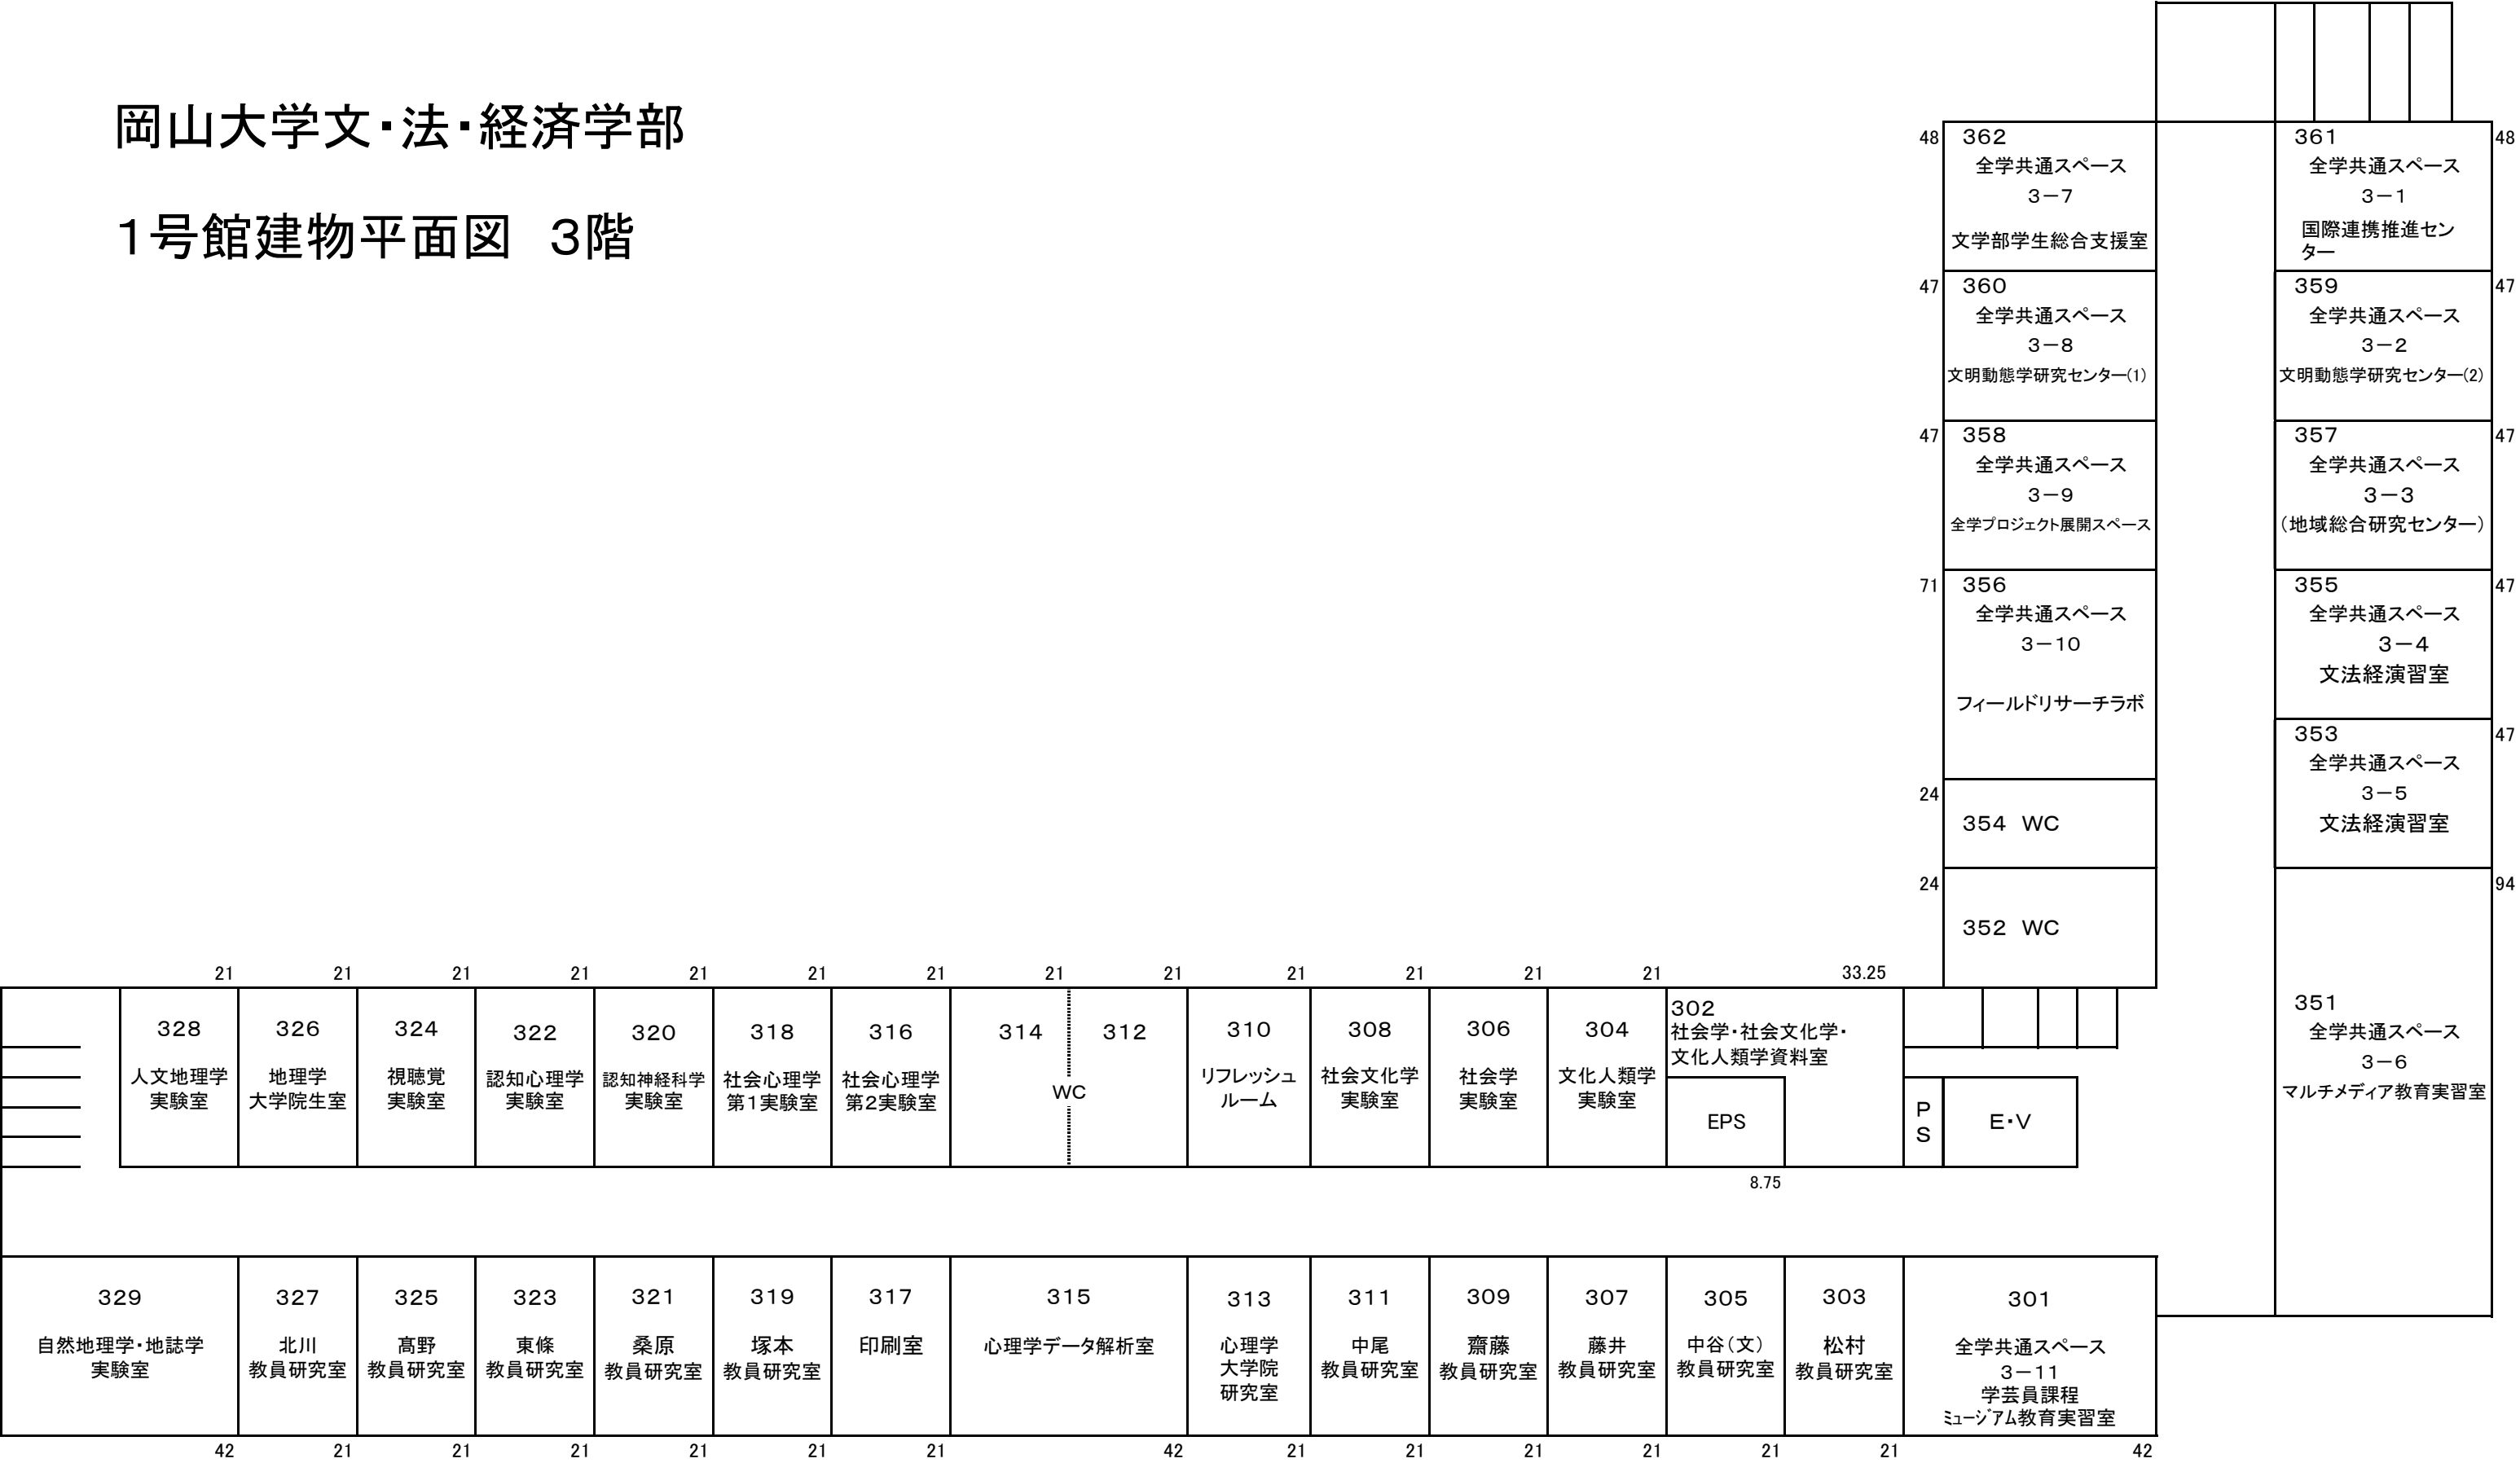 岡山大学文・法・経済学部
１号館建物平面図　３階
48
362
全学共通スペース
３－７
文学部学生総合支援室
361
48
全学共通スペース
３－１
国際連携推進セン
ター
47
360
全学共通スペース
３－８
文明動態学研究センター(1)
359
47
全学共通スペース
３－２
文明動態学研究センター(2)
47
358
全学共通スペース
３－９
全学プロジェクト展開スペース
357
47
全学共通スペース
３－３
（地域総合研究センター）
71
356
全学共通スペース
３－１０
フィールドリサーチラボ
355
47
全学共通スペース
３－４
文法経演習室
353
47
全学共通スペース
３－５
文法経演習室
24
354　WC
24
352　WC
94
351
全学共通スペース
３－６
マルチメディア教育実習室
21
328
人文地理学
実験室
21
326
地理学
大学院生室
21
324
視聴覚
実験室
21
322
認知心理学
実験室
21
320
認知神経科学
実験室
21
318
社会心理学
第１実験室
21
316
社会心理学
第２実験室
21
314
21
312
WC
21
310
リフレッシュ
ルーム
21
308
社会文化学
実験室
21
306
社会学
実験室
21
304
文化人類学
実験室
33.25
302
社会学・社会文化学・
文化人類学資料室
EPS
8.75
P
S
E・V
329
自然地理学・地誌学
実験室
42
327
北川
教員研究室
21
325
髙野
教員研究室
21
323
東條
教員研究室
21
321
桑原
教員研究室
21
319
塚本
教員研究室
21
317
印刷室
21
315
心理学データ解析室
42
313
心理学
大学院
研究室
21
311
中尾
教員研究室
21
309
齋藤
教員研究室
21
307
藤井
教員研究室
21
305
中谷（文）
教員研究室
21
303
松村
教員研究室
21
301
全学共通スペース
３－１１
学芸員課程
ﾐｭｰｼﾞアム教育実習室
42